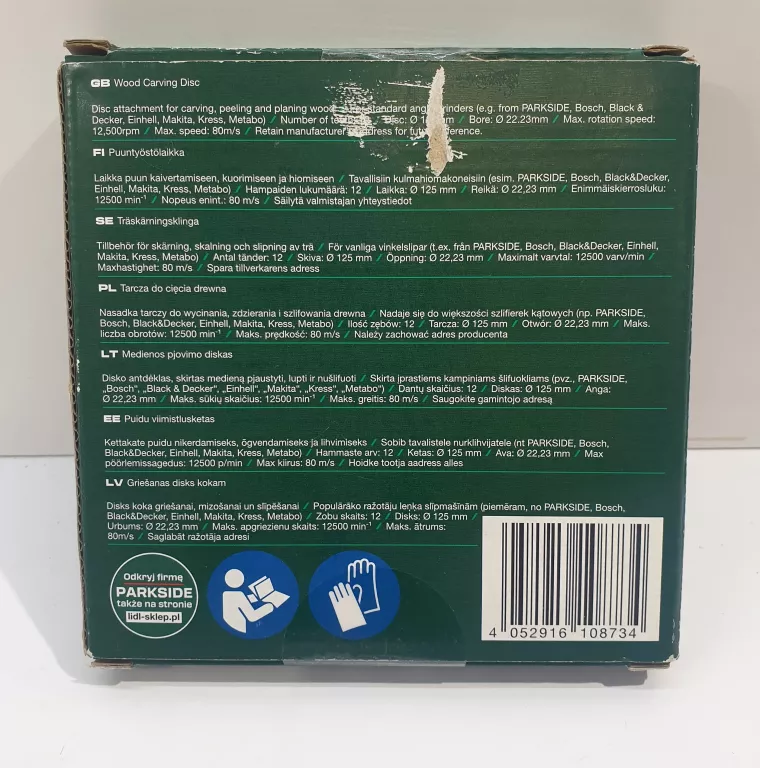 GB Wood Carving Disc
Disc attachment for carving, peeling and planing wood / standard angle grinders (e.g. from PARKSIDE, Bosch, Black &
Decker, Einhell, Makita, Kress, Metabo) / Number of / Disc: Ø / Bore: Ø 22.23mm / Max. rotation speed:
12,500rpm / Max. speed: 80m/s / Retain manufacturer's address for future reference.
FI Puuntyöstölaikka
Laikka puun kaivertamiseen, kuorimiseen ja hiomiseen / Tavallisiin kulmahiomakoneisiin (esim. PARKSIDE, Bosch, Black&Decker,
Einhell, Makita, Kress, Metabo) / Hampaiden lukumäärä: 12 / Laikka: Ø 125 mm / Reikä: Ø 22,23 mm / Enimmäiskierrosluku:
12500 min⁻¹ / Nopeus enint.: 80 m/s / Säilytä valmistajan yhteystiedot
SE Träskärningsklinga
Tillbehör för skärning, skalning och slipning av trä / För vanliga vinkelslipar (t.ex. från PARKSIDE, Bosch, Black&Decker, Einhell,
Makita, Kress, Metabo) / Antal tänder: 12 / Skiva: Ø 125 mm / Öppning: Ø 22,23 mm / Maximalt varvtal: 12500 varv/min /
Maxhastighet: 80 m/s / Spara tillverkarens adress
PL Tarcza do cięcia drewna
Nasadka tarczy do wycinania, zdzierania i szlifowania drewna / Nadaje się do większości szlifierek kątowych (np. PARKSIDE,
Bosch, Black&Decker, Einhell, Makita, Kress, Metabo) / Ilość zębów: 12 / Tarcza: Ø 125 mm / Otwór: Ø 22,23 mm / Maks.
liczba obrotów: 12500 min⁻¹ / Maks. prędkość: 80 m/s / Należy zachować adres producenta
LT Medienos pjovimo diskas
Disko antdėklas, skirtas medieną pjaustyti, lupti ir nušlifuoti / Skirta įprastiems kampiniams šlifuokliams (pvz., PARKSIDE,
„Bosch“, „Black & Decker“, „Einhell“, „Makita“, „Kress“, „Metabo“) / Dantų skaičius: 12 / Diskas: Ø 125 mm / Anga:
Ø 22,23 mm / Maks. sūkių skaičius: 12500 min⁻¹ / Maks. greitis: 80 m/s / Saugokite gamintojo adresą
EE Puidu viimistlusketas
Kettakate puidu nikerdamiseks, õgvendamiseks ja lihvimiseks / Sobib tavalistele nurklihvijatele (nt PARKSIDE, Bosch,
Black&Decker, Einhell, Makita, Kress, Metabo) / Hammaste arv: 12 / Ketas: Ø 125 mm / Ava: Ø 22,23 mm / Max
pöörlemissagedus: 12500 p/min / Max kiirus: 80 m/s / Hoidke tootja aadress alles
LV Griešanas disks kokam
Disks koka griešanai, mizošanai un slīpēšanai / Populārāko ražotāju leņķa slīpmašīnām (piemēram, no PARKSIDE, Bosch,
Black&Decker, Einhell, Makita, Kress, Metabo) / Zobu skaits: 12 / Disks: Ø 125 mm /
Urbums: Ø 22,23 mm / Maks. apgriezienu skaits: 12500 min⁻¹ / Maks. ātrums:
80m/s / Saglabāt ražotāja adresi
Odkryj firmę
PARKSIDE
także na stronie
lidl-sklep.pl
4 052916 108734